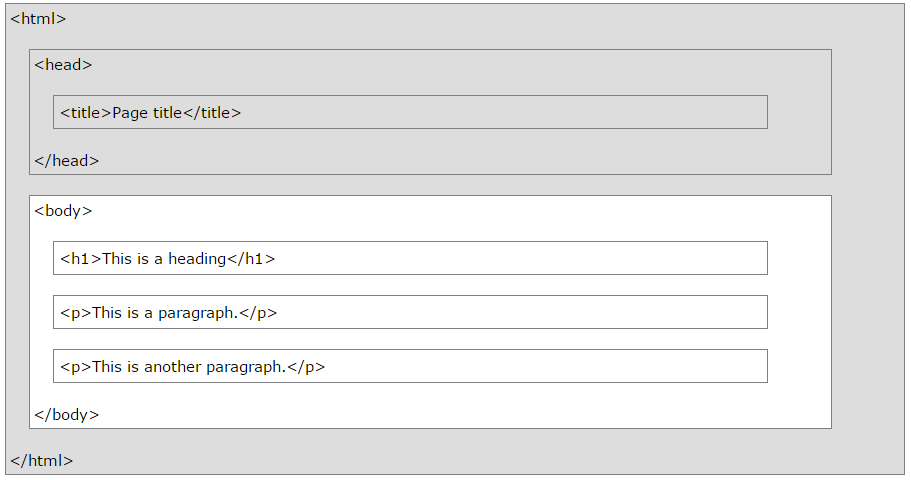 <html>
<head>
<title>Page title</title>
</head>
<body>
<h1>This is a heading</h1>
<p>This is a paragraph.</p>
<p>This is another paragraph.</p>
</body>
</html>